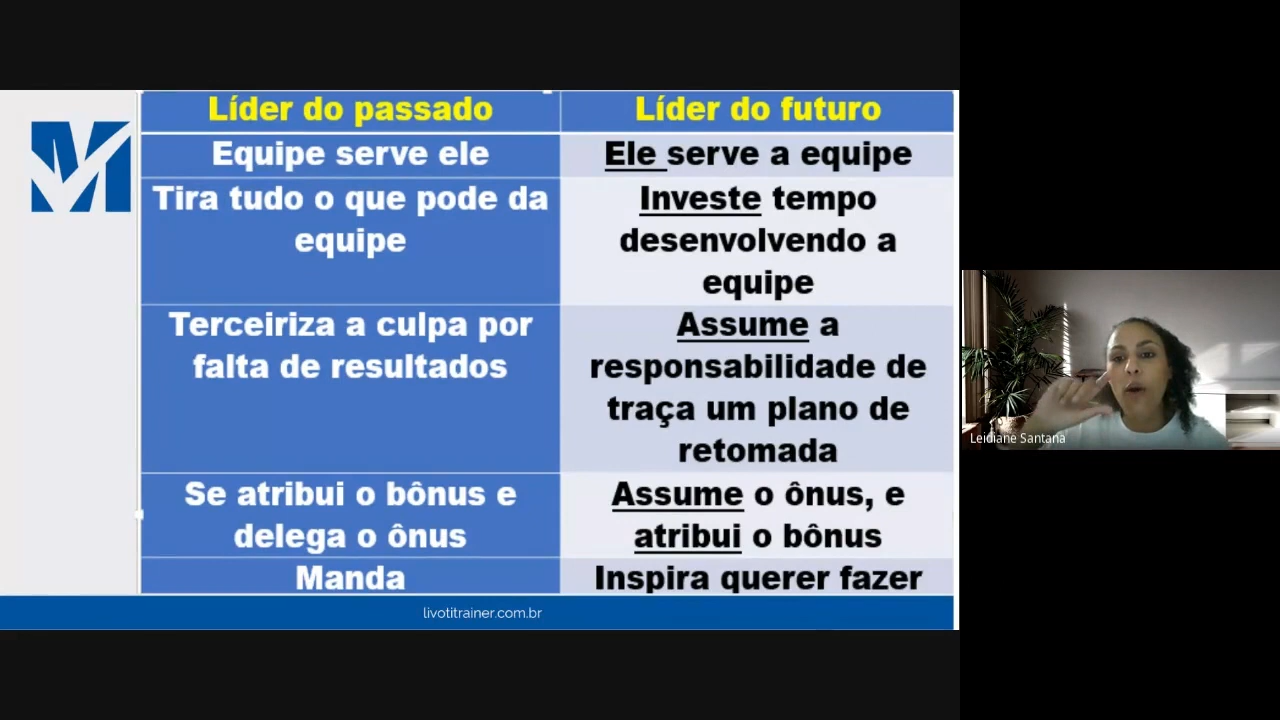 Líder do passado
Líder do futuro
Equipe serve ele
Ele serve a equipe
Tira tudo o que pode da
equipe
Investe tempo
desenvolvendo a
equipe
Terceiriza a culpa por
falta de resultados
Assume a
responsabilidade de
traça um plano de
retomada
Se atribui o bônus e
delega o ônus
Assume o ônus, e
atribui o bônus
Manda
Inspira querer fazer
livotitrainer.com.br
Leidiane Santana